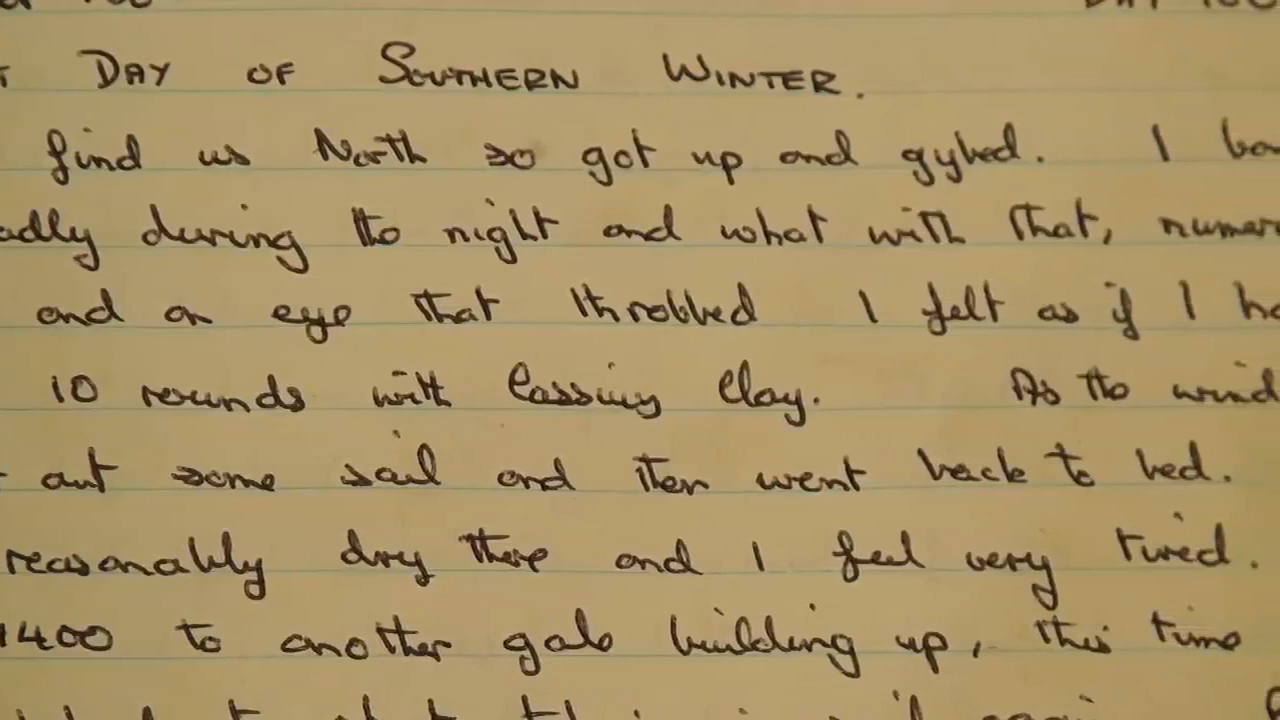 DAY OF SOUTHERN WINTER.
find us North so got up and gybed. I
during the night and what with that,
and an eye that throbbed I felt as if I
10 rounds with Cassius Clay. As the wind
out some sail and then went back to bed.
reasonably dry there and I feel very tired.
1400 to another gale building up, this time